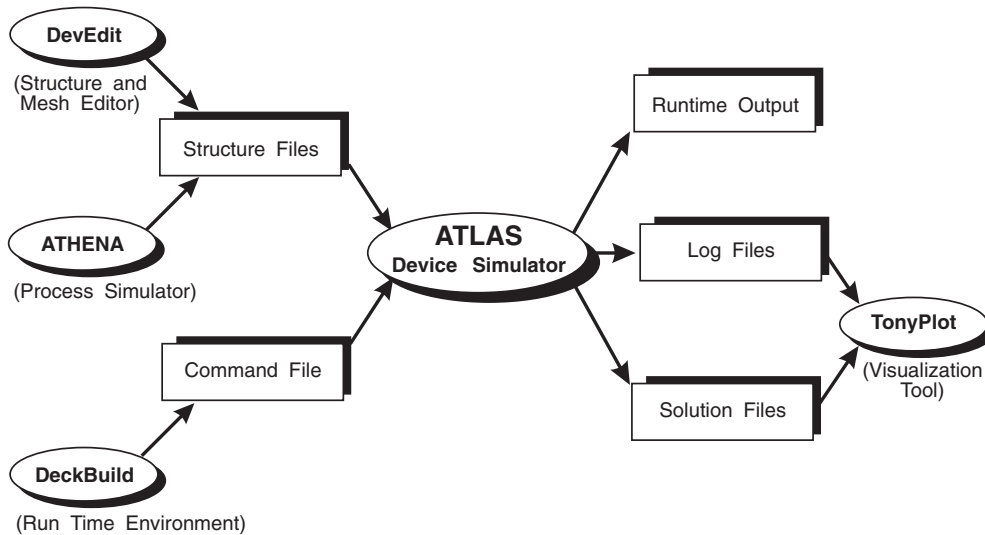 DevEdit
(Structure and
Mesh Editor)
Structure Files
ATHENA
(Process Simulator)
Command File
DeckBuild
(Run Time Environment)
ATLAS
Device Simulator
Runtime Output
Log Files
Solution Files
TonyPlot
(Visualization
Tool)